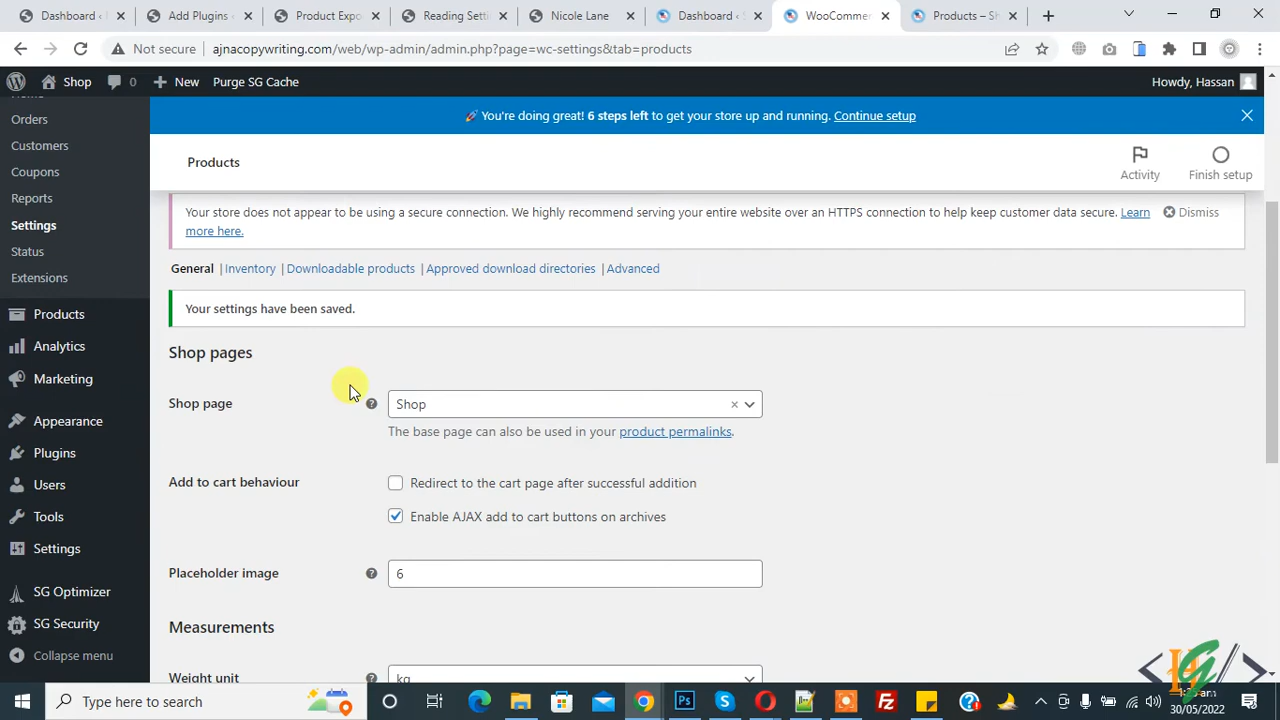 Dashboard ‹
Add Plugins ‹
Product Expo
Reading Setti
Nicole Lane
Dashboard ‹
WooCommer
Products – Sh
Not secure
ajnacopywriting.com/web/wp-admin/admin.php?page=wc-settings&tab=products
Shop
0
New
Purge SG Cache
Howdy, Hassan
Home
Orders
Customers
Coupons
Reports
Settings
Status
Extensions
Products
Analytics
Marketing
Appearance
Plugins
Users
Tools
Settings
SG Optimizer
SG Security
Collapse menu
You're doing great! 6 steps left to get your store up and running. Continue setup
Products
Activity
Finish setup
Your store does not appear to be using a secure connection. We highly recommend serving your entire website over an HTTPS connection to help keep customer data secure. Learn
more here.
Dismiss
General | Inventory | Downloadable products | Approved download directories | Advanced
Your settings have been saved.
Shop pages
Shop page
Shop
The base page can also be used in your product permalinks.
Add to cart behaviour
Redirect to the cart page after successful addition
Enable AJAX add to cart buttons on archives
Placeholder image
6
Measurements
Weight unit
kg
Type here to search
30/05/2022